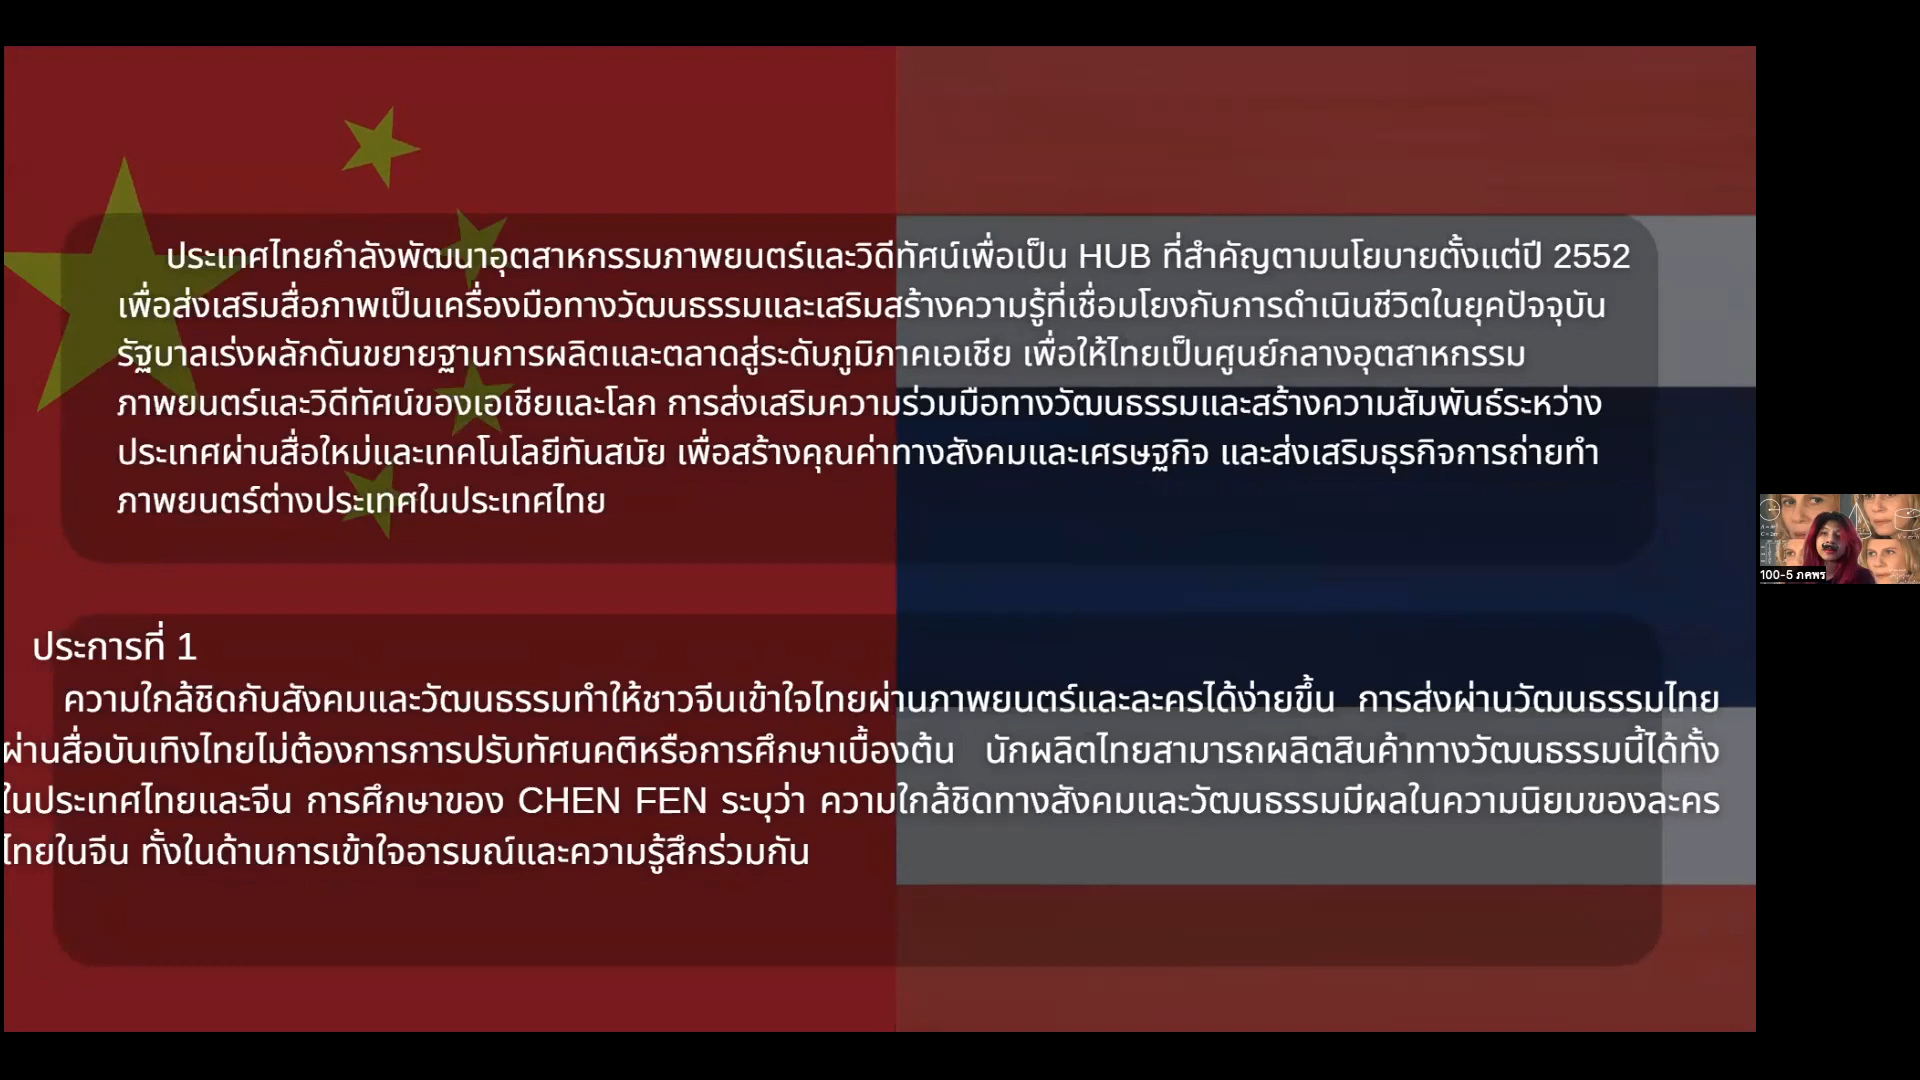 ประเทศไทยกำลังพัฒนาอุตสาหกรรมภาพยนตร์และวิดีทัศน์เพื่อเป็น HUB ที่สำคัญตามนโยบายตั้งแต่ปี 2552
เพื่อส่งเสริมสื่อภาพเป็นเครื่องมือทางวัฒนธรรมและเสริมสร้างความรู้ที่เชื่อมโยงกับการดำเนินชีวิตในยุคปัจจุบัน
รัฐบาลเร่งผลักดันขยายฐานการผลิตและตลาดสู่ระดับภูมิภาคเอเชีย เพื่อให้ไทยเป็นศูนย์กลางอุตสาหกรรม
ภาพยนตร์และวิดีทัศน์ของเอเชียและโลก การส่งเสริมความร่วมมือทางวัฒนธรรมและสร้างความสัมพันธ์ระหว่าง
ประเทศผ่านสื่อใหม่และเทคโนโลยีทันสมัย เพื่อสร้างคุณค่าทางสังคมและเศรษฐกิจ และส่งเสริมธุรกิจการถ่ายทำ
ภาพยนตร์ต่างประเทศในประเทศไทย
ประการที่ 1
ความใกล้ชิดกับสังคมและวัฒนธรรมทำให้ชาวจีนเข้าใจไทยผ่านภาพยนตร์และละครได้ง่ายขึ้น การส่งผ่านวัฒนธรรมไทย
ผ่านสื่อบันเทิงไทยไม่ต้องการการปรับทัศนคติหรือการศึกษาเบื้องต้น นักผลิตไทยสามารถผลิตสินค้าทางวัฒนธรรมนี้ได้ทั้ง
ในประเทศไทยและจีน การศึกษาของ CHEN FEN ระบุว่า ความใกล้ชิดทางสังคมและวัฒนธรรมมีผลในความนิยมของละคร
ไทยในจีน ทั้งในด้านการเข้าใจอารมณ์และความรู้สึกร่วมกัน
100-5 ภคพร